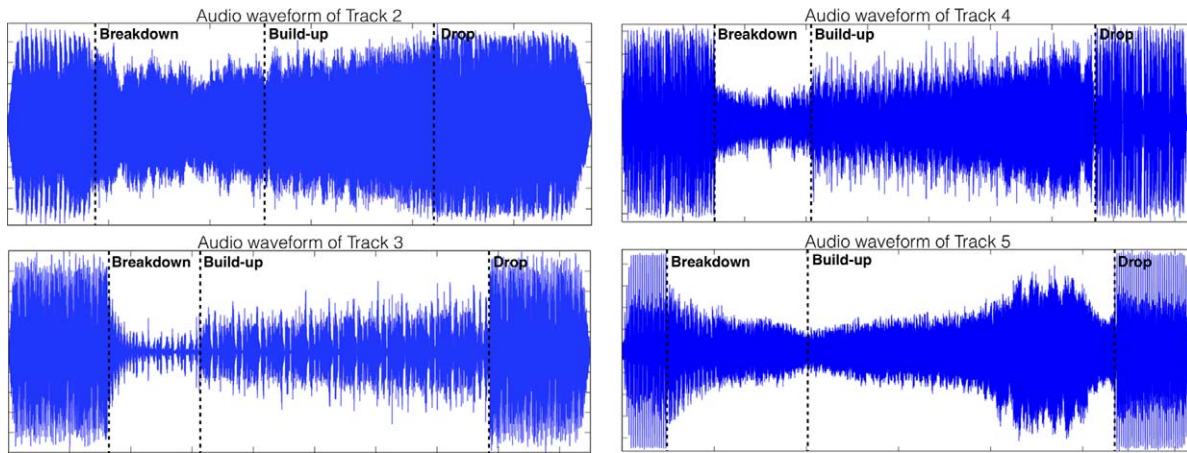 Audio waveform of Track 2
Breakdown Build-up Drop
Audio waveform of Track 4
Breakdown Build-up Drop
Audio waveform of Track 3
Breakdown Build-up Drop
Audio waveform of Track 5
Breakdown Build-up Drop